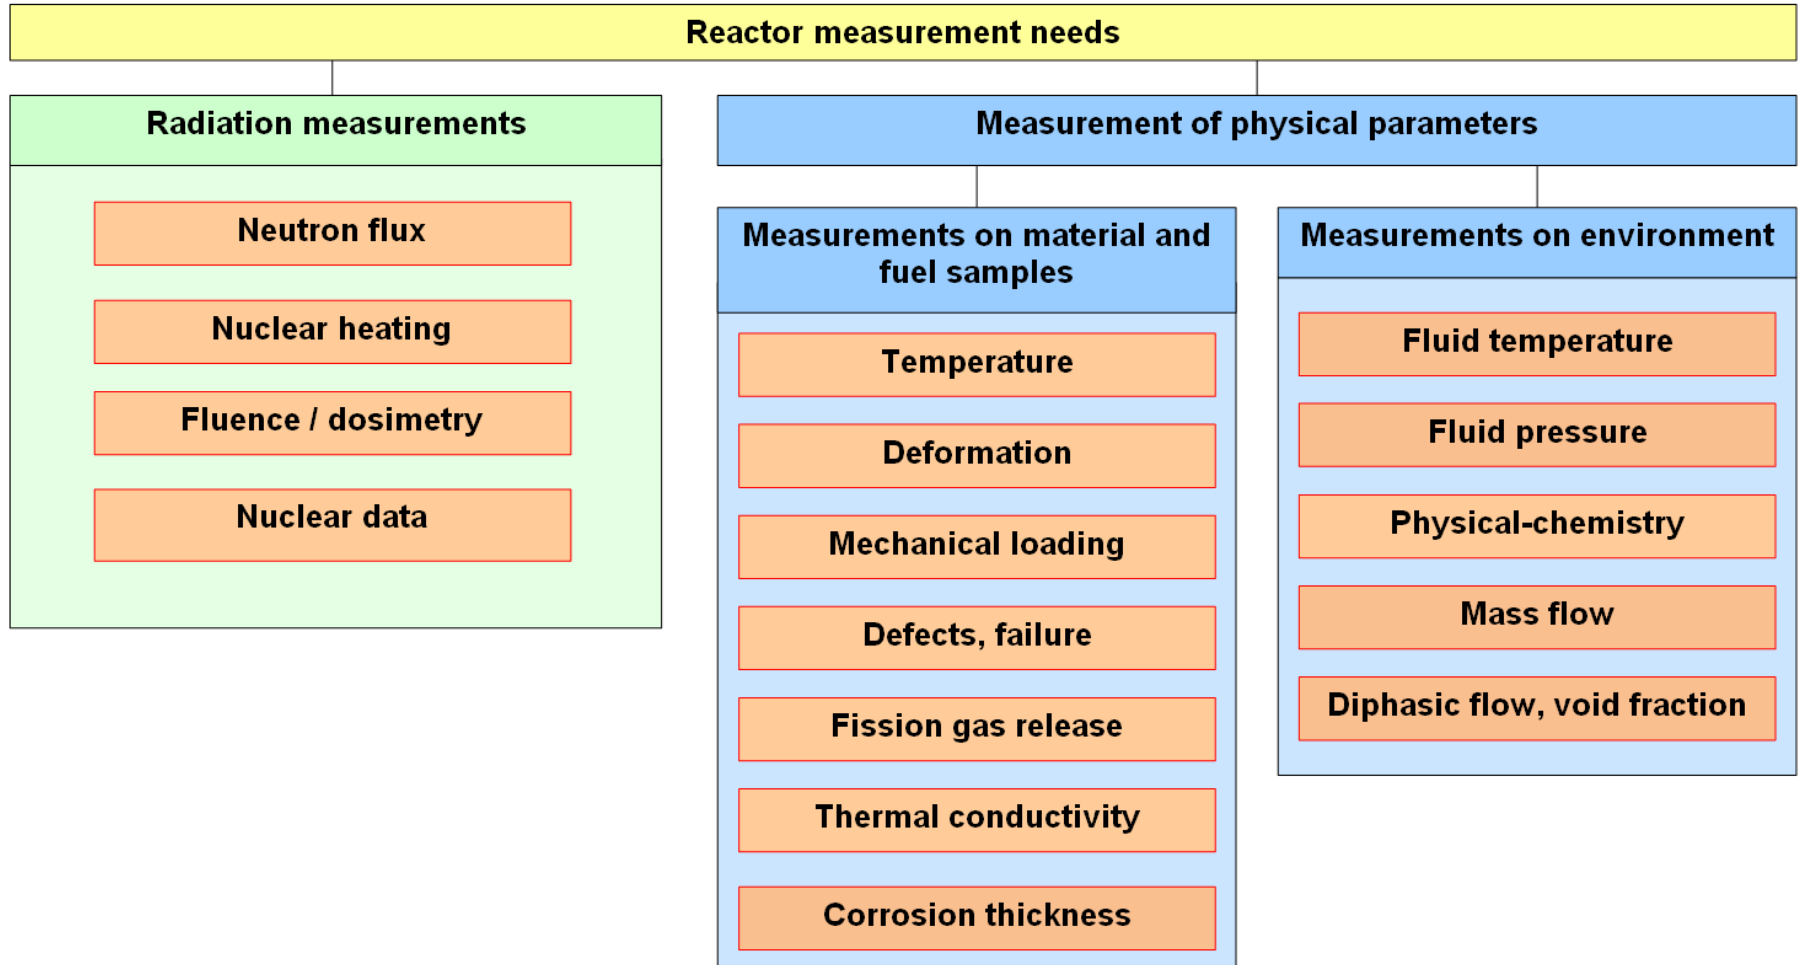 Reactor measurement needs
Radiation measurements
Neutron flux
Nuclear heating
Fluence / dosimetry
Nuclear data
Measurement of physical parameters
Measurements on material and
fuel samples
Temperature
Deformation
Mechanical loading
Defects, failure
Fission gas release
Thermal conductivity
Corrosion thickness
Measurements on environment
Fluid temperature
Fluid pressure
Physical-chemistry
Mass flow
Diphasic flow, void fraction